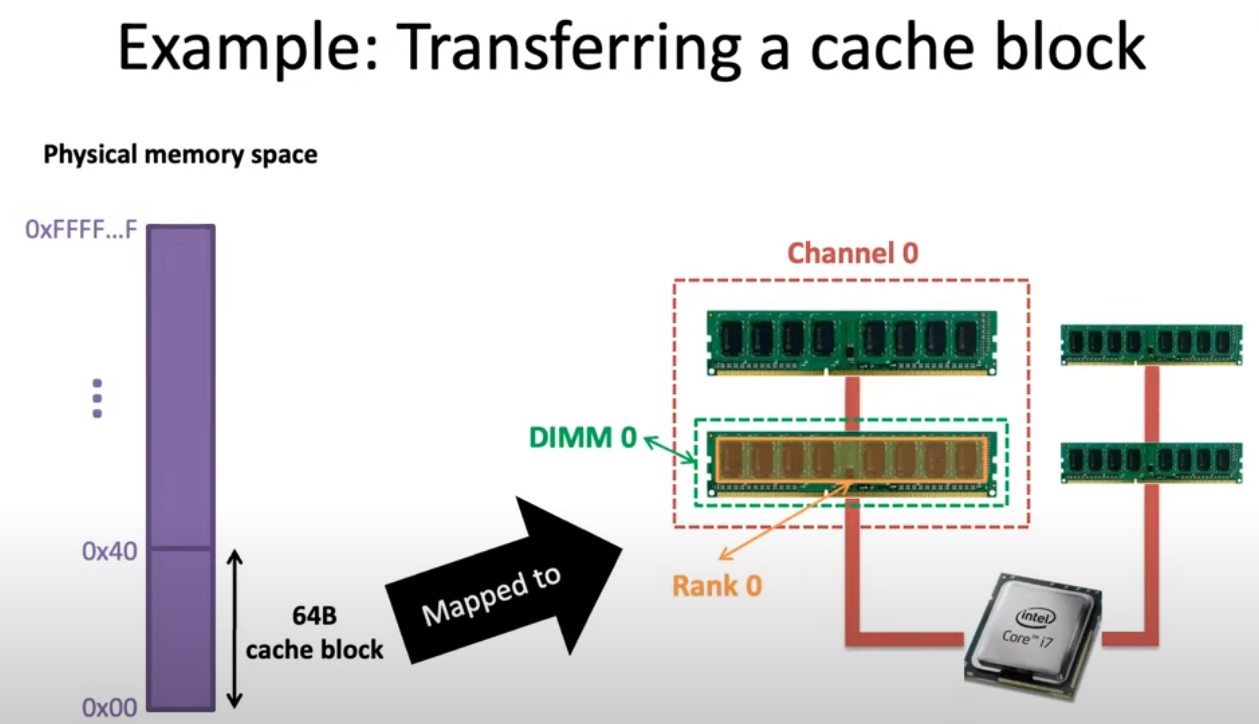 Example: Transferring a cache block
Physical memory space
0xFFFF...F
Channel 0
DIMM 0
Mapped to
0x40
Rank 0
64B
cache block
intel
Core™ i7
0x00